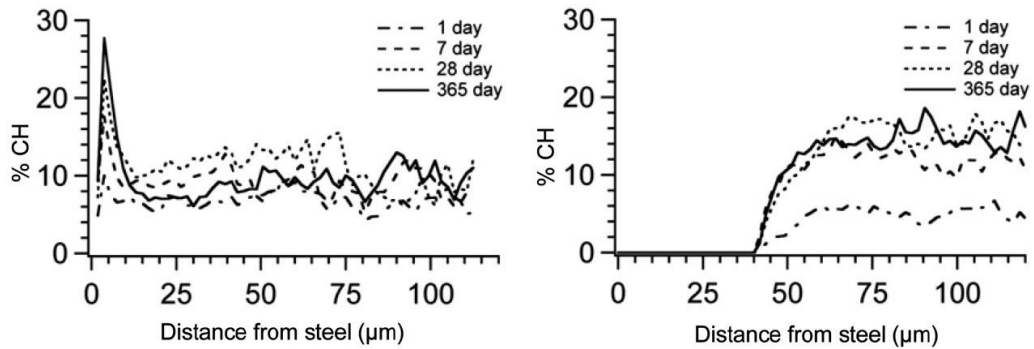 30
20
10
0
% CH
0 25 50 75 100
Distance from steel (µm)
1 day
7 day
28 day
365 day
30
20
10
0
% CH
0 25 50 75 100
Distance from steel (µm)
1 day
7 day
28 day
365 day